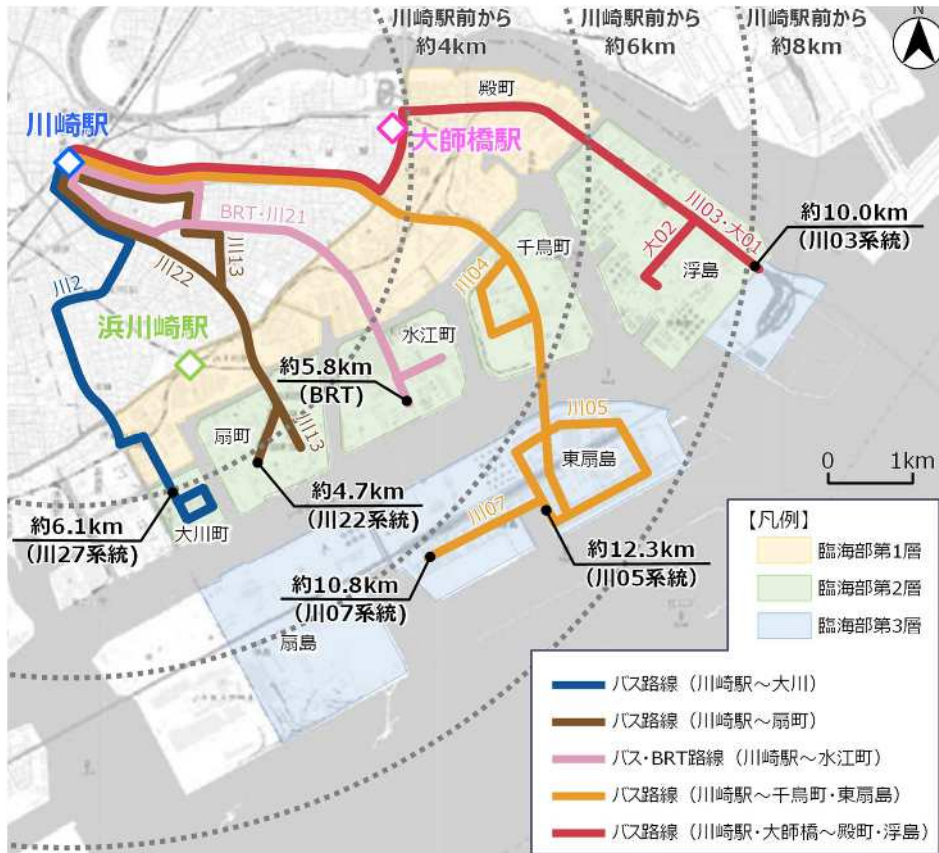 川崎駅前から
約4km
川崎駅前から
約6km
川崎駅前から
約8km
N
殿町
川崎駅
大師橋駅
BRT・川21
川03・大01
約10.0km
(川03系統)
大02
浮島
千鳥町
川04
川13
川22
川2
浜川崎駅
水江町
約5.8km
(BRT)
川05
扇町
川13
東扇島
0 1km
約4.7km
(川22系統)
川07
約6.1km
(川27系統)
大川町
約12.3km
(川05系統)
約10.8km
(川07系統)
扇島
【凡例】
臨海部第1層
臨海部第2層
臨海部第3層
バス路線（川崎駅～大川）
バス路線（川崎駅～扇町）
バス・BRT路線（川崎駅～水江町）
バス路線（川崎駅～千鳥町・東扇島）
バス路線（川崎駅・大師橋～殿町・浮島）